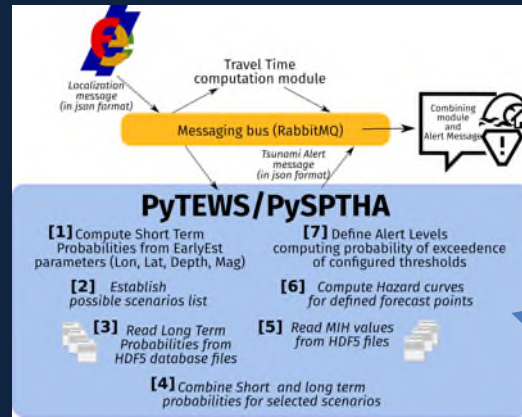 Localization
message
(in json format)
Travel Time
computation module
Messaging bus (RabbitMQ)
Combining
module
and
Alert Message
Tsunami Alert
message
(in json format)
PyTEWS/PySPTHA
[1] Compute Short Term
Probabilities from EarlyEst
parameters (Lon, Lat, Depth, Mag)
[2] Establish
possible scenarios list
[3] Read Long Term
Probabilities from
HDF5 database files
[4] Combine Short and long term
probabilities for selected scenarios
[5] Read MIH values
from HDF5 files
[6] Compute Hazard curves
for defined forecast points
[7] Define Alert Levels
computing probability of exceedence
of configured thresholds